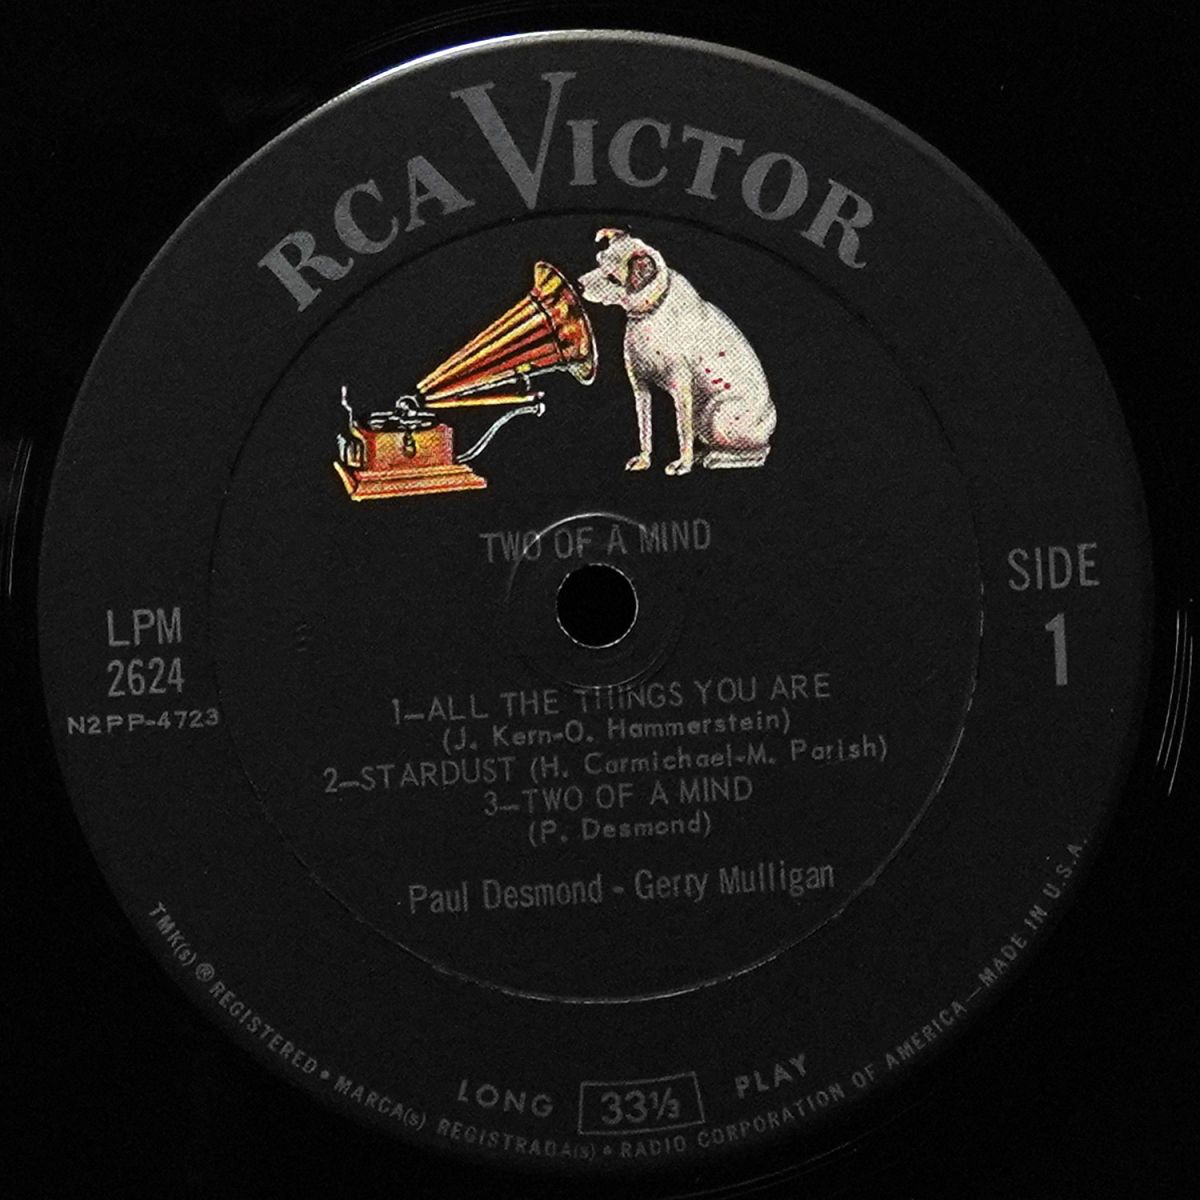 RCA VICTOR
TWO OF A MIND
SIDE
1
LPM
2624
N2PP-4723
1–ALL THE THINGS YOU ARE
(J. Kern-O. Hammerstein)
2–STARDUST (H. Carmichael-M. Parish)
3–TWO OF A MIND
(P. Desmond)
Paul Desmond - Gerry Mulligan
LONG 33⅓ PLAY
TMK(s) ® REGISTERED • MARCA(s) REGISTRADA(s) • RADIO CORPORATION OF AMERICA — MADE IN U.S.A.